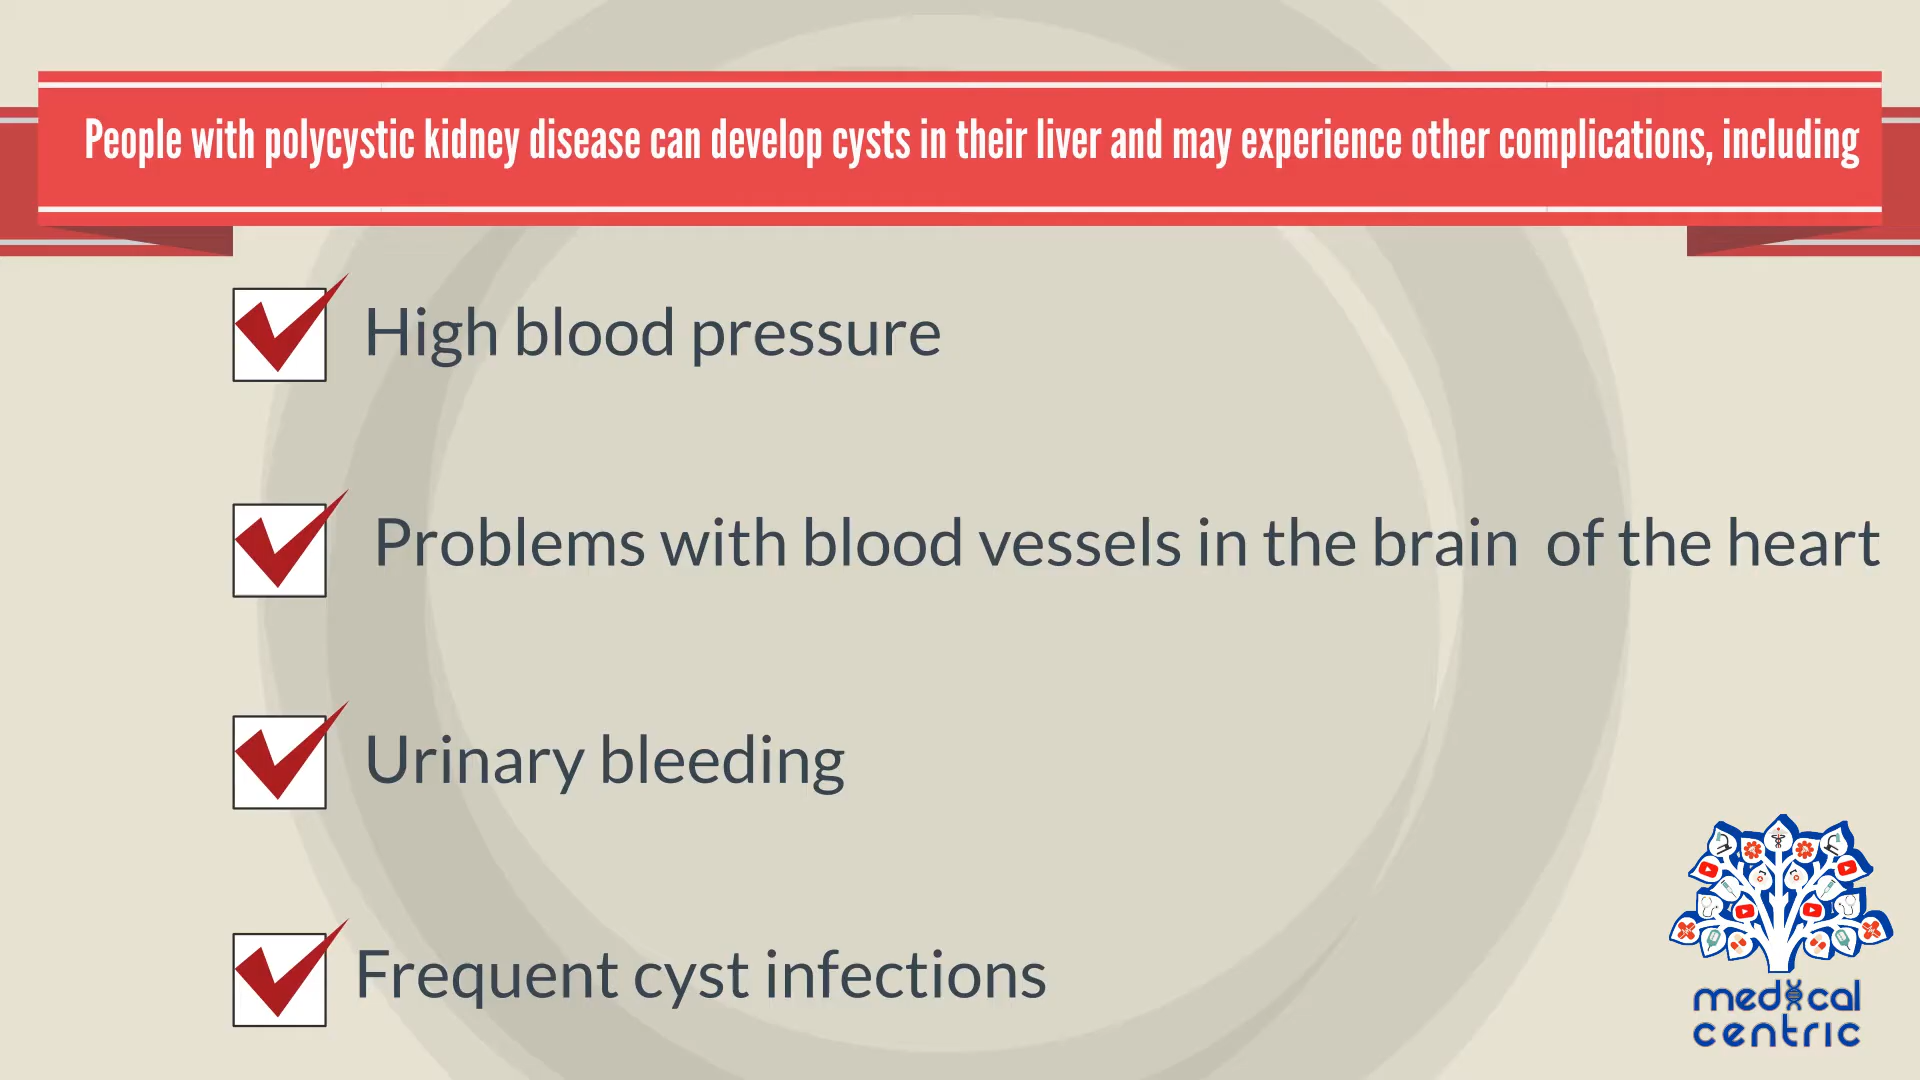 People with polycystic kidney disease can develop cysts in their liver and may experience other complications, including
High blood pressure
Problems with blood vessels in the brain  of the heart
Urinary bleeding
Frequent cyst infections
medical
centric